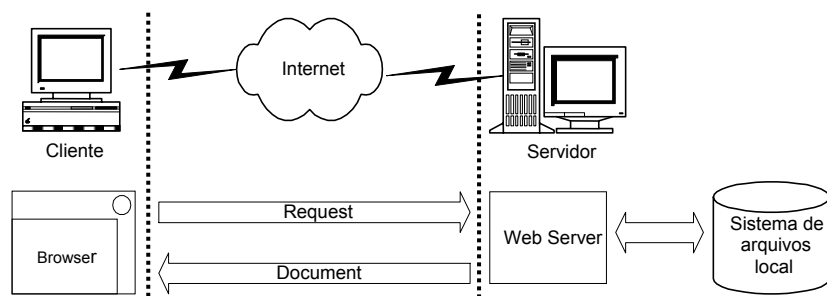 Internet
Cliente
Servidor
Browser
Request
Document
Web Server
Sistema de
arquivos
local